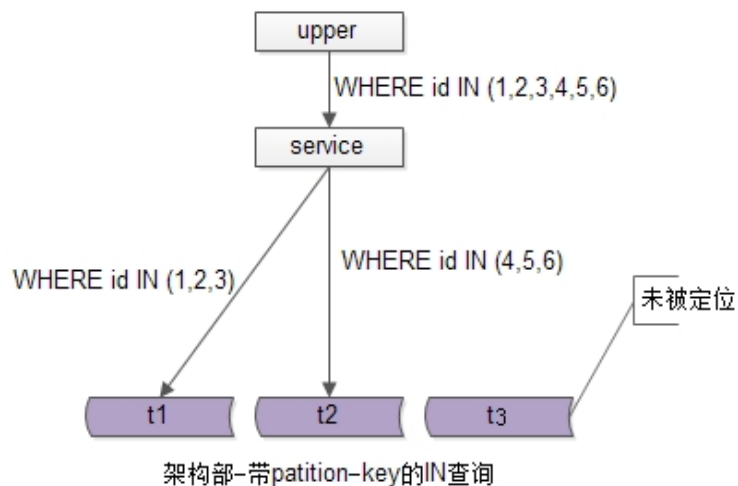 upper
WHERE id IN (1,2,3,4,5,6)
service
WHERE id IN (1,2,3)
WHERE id IN (4,5,6)
未被定位
t1
t2
t3
架构部-带patition-key的IN查询